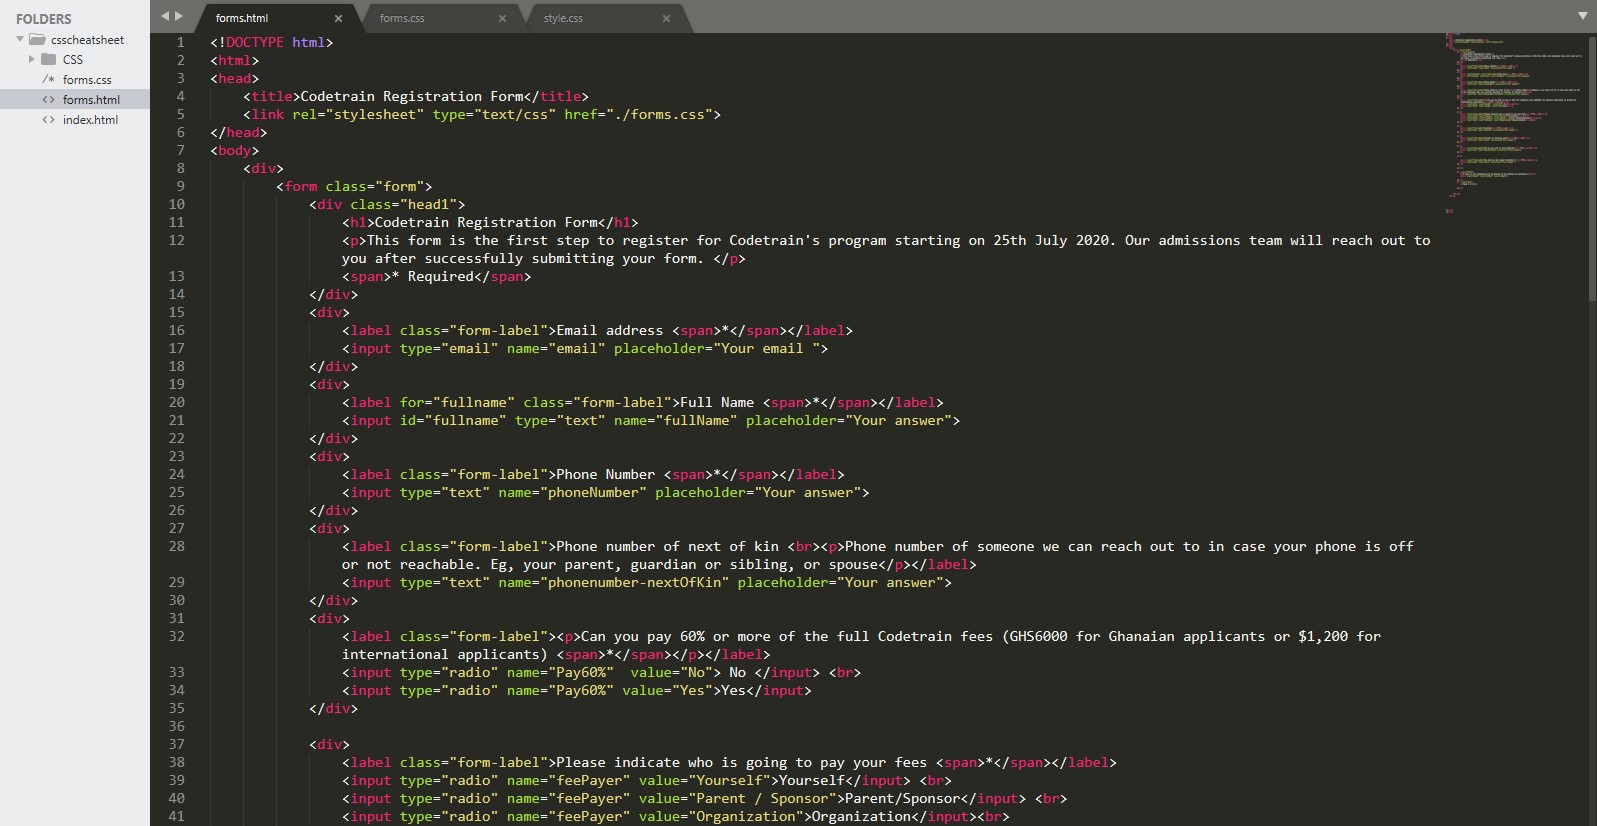 FOLDERS
csscheatsheet
CSS
/* forms.css
<> forms.html
<> index.html
forms.html × forms.css × style.css ×
1 <!DOCTYPE html>
2 <html>
3 <head>
4 <title>Codetrain Registration Form</title>
5 <link rel="stylesheet" type="text/css" href="./forms.css">
6 </head>
7 <body>
8 <div>
9 <form class="form">
10 <div class="head1">
11 <h1>Codetrain Registration Form</h1>
12 <p>This form is the first step to register for Codetrain's program starting on 25th July 2020. Our admissions team will reach out to
you after successfully submitting your form. </p>
13 <span>* Required</span>
14 </div>
15 <div>
16 <label class="form-label">Email address <span>*</span></label>
17 <input type="email" name="email" placeholder="Your email ">
18 </div>
19 <div>
20 <label for="fullname" class="form-label">Full Name <span>*</span></label>
21 <input id="fullname" type="text" name="fullName" placeholder="Your answer">
22 </div>
23 <div>
24 <label class="form-label">Phone Number <span>*</span></label>
25 <input type="text" name="phoneNumber" placeholder="Your answer">
26 </div>
27 <div>
28 <label class="form-label">Phone number of next of kin <br><p>Phone number of someone we can reach out to in case your phone is off
or not reachable. Eg, your parent, guardian or sibling, or spouse</p></label>
29 <input type="text" name="phonenumber-nextOfKin" placeholder="Your answer">
30 </div>
31 <div>
32 <label class="form-label"><p>Can you pay 60% or more of the full Codetrain fees (GHS6000 for Ghanaian applicants or $1,200 for
international applicants) <span>*</span></p></label>
33 <input type="radio" name="Pay60%"  value="No"> No </input> <br>
34 <input type="radio" name="Pay60%" value="Yes">Yes</input>
35 </div>
36
37 <div>
38 <label class="form-label">Please indicate who is going to pay your fees <span>*</span></label>
39 <input type="radio" name="feePayer" value="Yourself">Yourself</input> <br>
40 <input type="radio" name="feePayer" value="Parent / Sponsor">Parent/Sponsor</input> <br>
41 <input type="radio" name="feePayer" value="Organization">Organization</input><br>